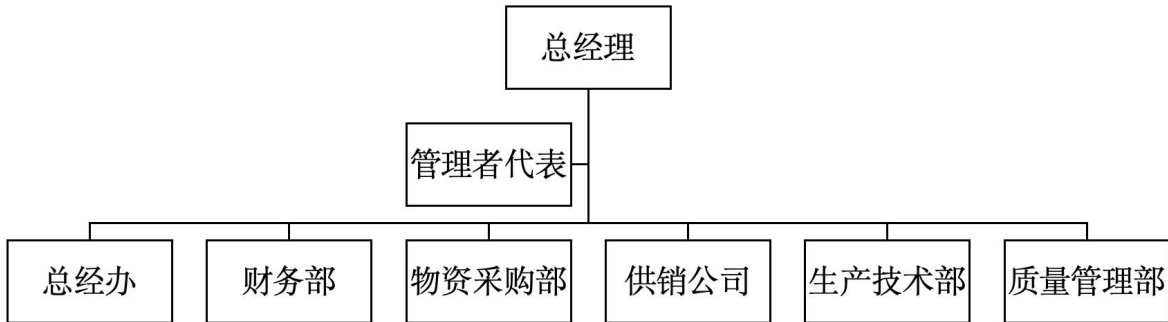 总经理
管理者代表
总经办
财务部
物资采购部
供销公司
生产技术部
质量管理部